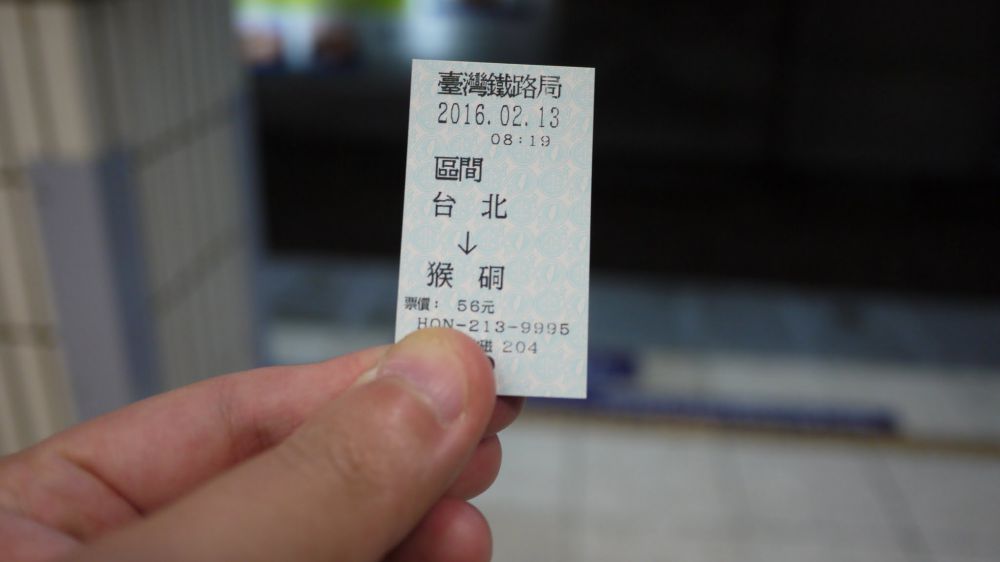 臺灣鐵路局
2016.02.13
08:19
區間
台 北
↓
猴 硐
票價： 56元
HON-213-9995
磁 204